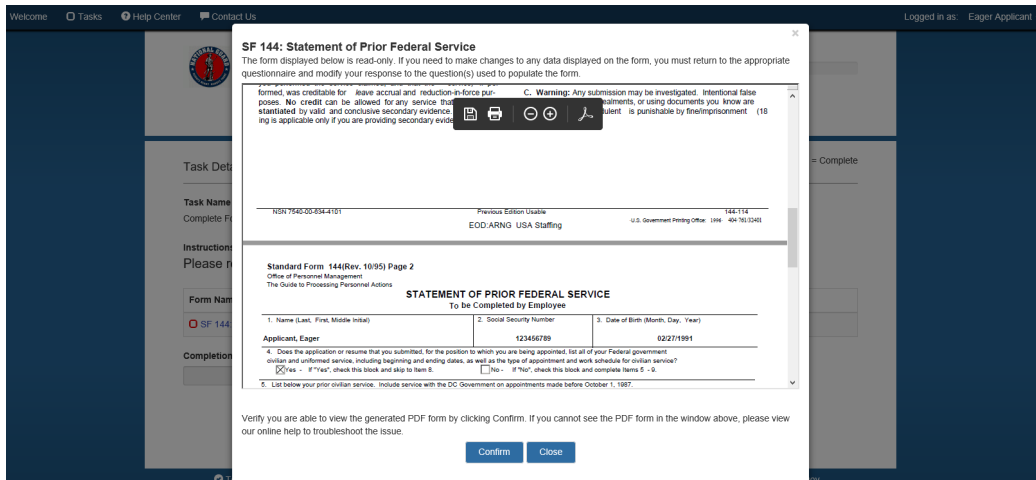 Welcome Tasks Help Center Contact Us Logged in as: Eager Applicant
×
SF 144: Statement of Prior Federal Service
The form displayed below is read-only. If you need to make changes to any data displayed on the form, you must return to the appropriate
questionnaire and modify your response to the question(s) used to populate the form.
formed, was creditable for leave accrual and reduction-in-force pur-
poses. No credit can be allowed for any service that
stantiated by valid and conclusive secondary evidence.
ing is applicable only if you are providing secondary evide
C. Warning: Any submission may be investigated. Intentional false
ealments, or using documents you know are
dulent is punishable by fine/imprisonment (18
NSN 7540-00-634-4101 Previous Edition Usable 144-114
EOD:ARNG USA Staffing U.S. Government Printing Office: 1996- 404-761/32401
Standard Form 144(Rev. 10/95) Page 2
Office of Personnel Management
The Guide to Processing Personnel Actions
STATEMENT OF PRIOR FEDERAL SERVICE
To be Completed by Employee
1. Name (Last, First, Middle Initial) 2. Social Security Number 3. Date of Birth (Month, Day, Year)
Applicant, Eager 123456789 02/27/1991
4. Does the application or resume that you submitted, for the position to which you are being appointed, list all of your Federal government
civilian and uniformed service, including beginning and ending dates, as well as the type of appointment and work schedule for civilian service?
Yes - If "Yes", check this block and skip to Item 8. No - If "No", check this block and complete Items 5 - 9.
5. List below your prior civilian service. Include service with the DC Government on appointments made before October 1, 1987.
Verify you are able to view the generated PDF form by clicking Confirm. If you cannot see the PDF form in the window above, please view
our online help to troubleshoot the issue.
Confirm Close
Task Deta
= Complete
Task Name
Complete Fo
Instructions
Please r
Form Nam
SF 144:
Completion